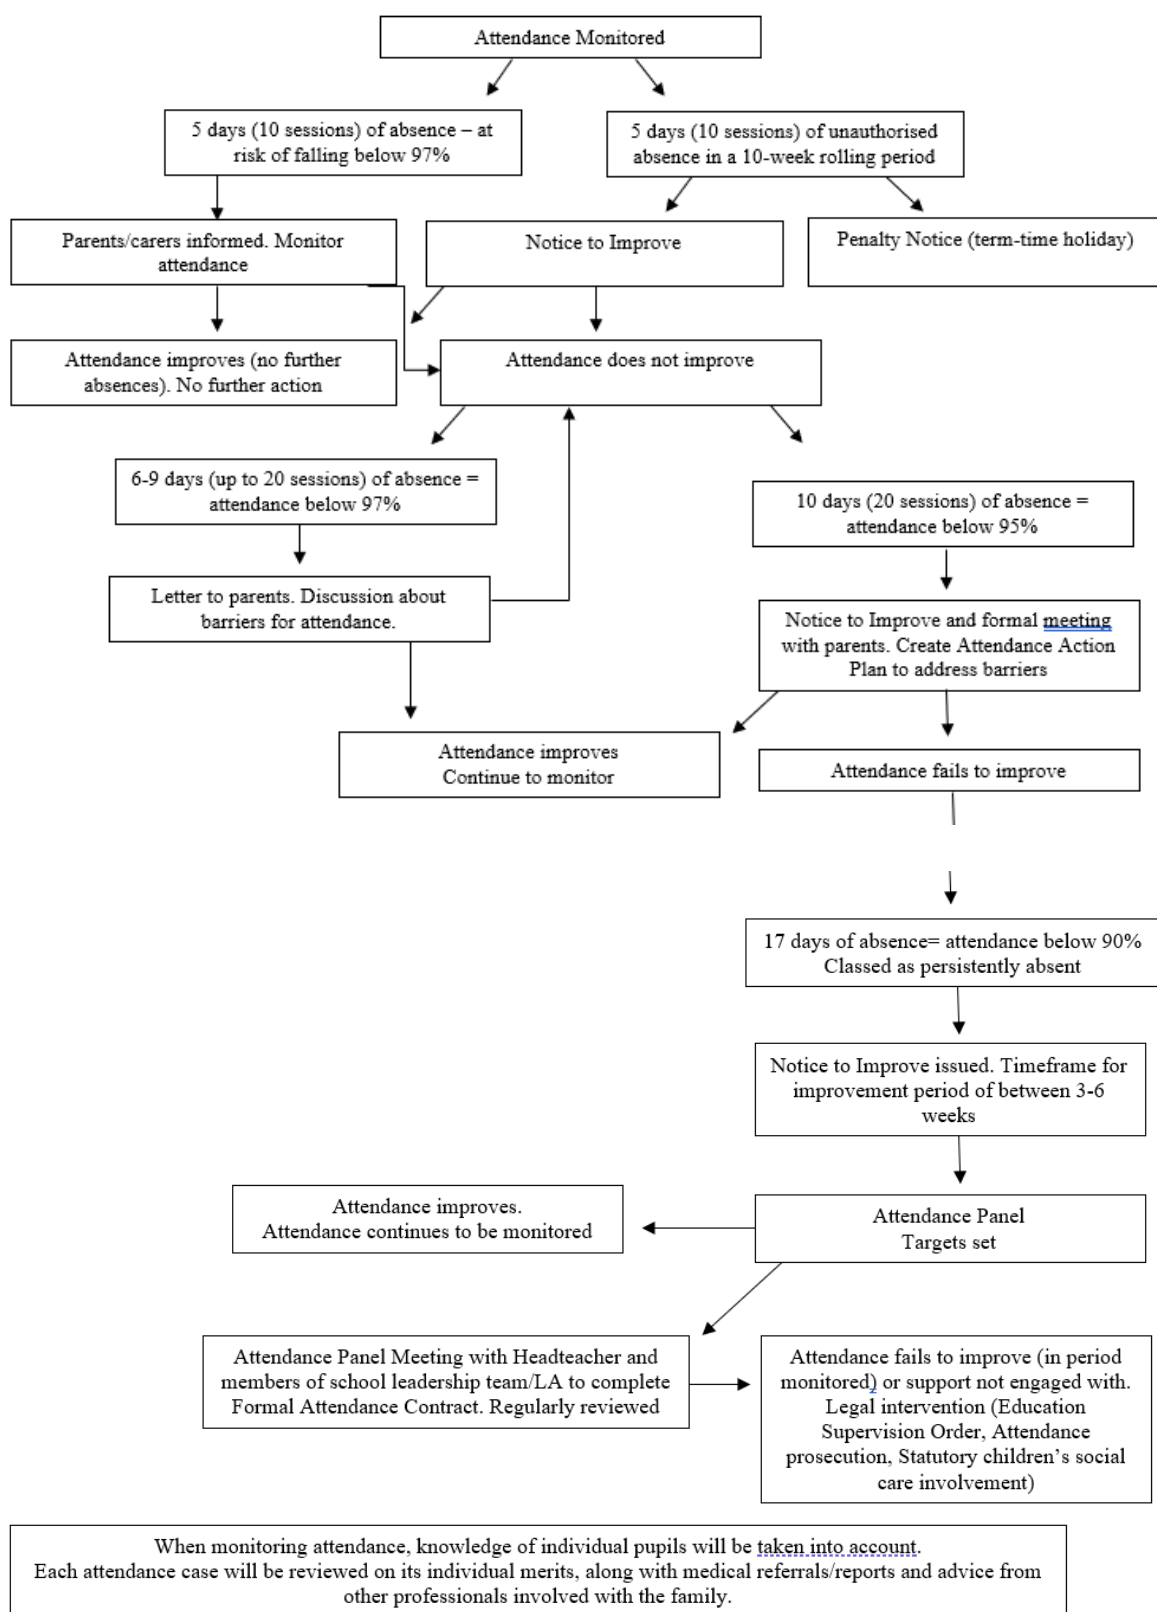 Attendance Monitored
5 days (10 sessions) of absence – at
risk of falling below 97%
5 days (10 sessions) of unauthorised
absence in a 10-week rolling period
Parents/carers informed. Monitor
attendance
Notice to Improve
Penalty Notice (term-time holiday)
Attendance improves (no further
absences). No further action
Attendance does not improve
6-9 days (up to 20 sessions) of absence =
attendance below 97%
10 days (20 sessions) of absence =
attendance below 95%
Letter to parents. Discussion about
barriers for attendance.
Notice to Improve and formal meeting
with parents. Create Attendance Action
Plan to address barriers
Attendance improves
Continue to monitor
Attendance fails to improve
17 days of absence= attendance below 90%
Classed as persistently absent
Notice to Improve issued. Timeframe for
improvement period of between 3-6
weeks
Attendance improves.
Attendance continues to be monitored
Attendance Panel
Targets set
Attendance Panel Meeting with Headteacher and
members of school leadership team/LA to complete
Formal Attendance Contract. Regularly reviewed
Attendance fails to improve (in period
monitored) or support not engaged with.
Legal intervention (Education
Supervision Order, Attendance
prosecution, Statutory children’s social
care involvement)
When monitoring attendance, knowledge of individual pupils will be taken into account.
Each attendance case will be reviewed on its individual merits, along with medical referrals/reports and advice from
other professionals involved with the family.